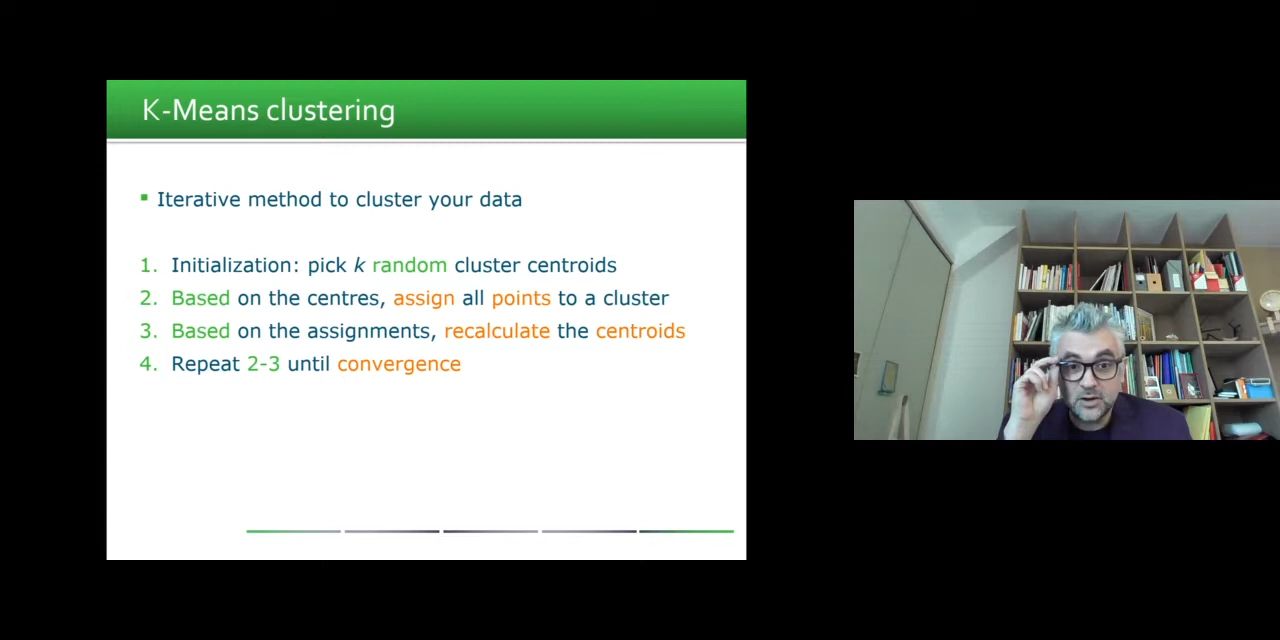 K-Means clustering
▪ Iterative method to cluster your data
1. Initialization: pick k random cluster centroids
2. Based on the centres, assign all points to a cluster
3. Based on the assignments, recalculate the centroids
4. Repeat 2-3 until convergence